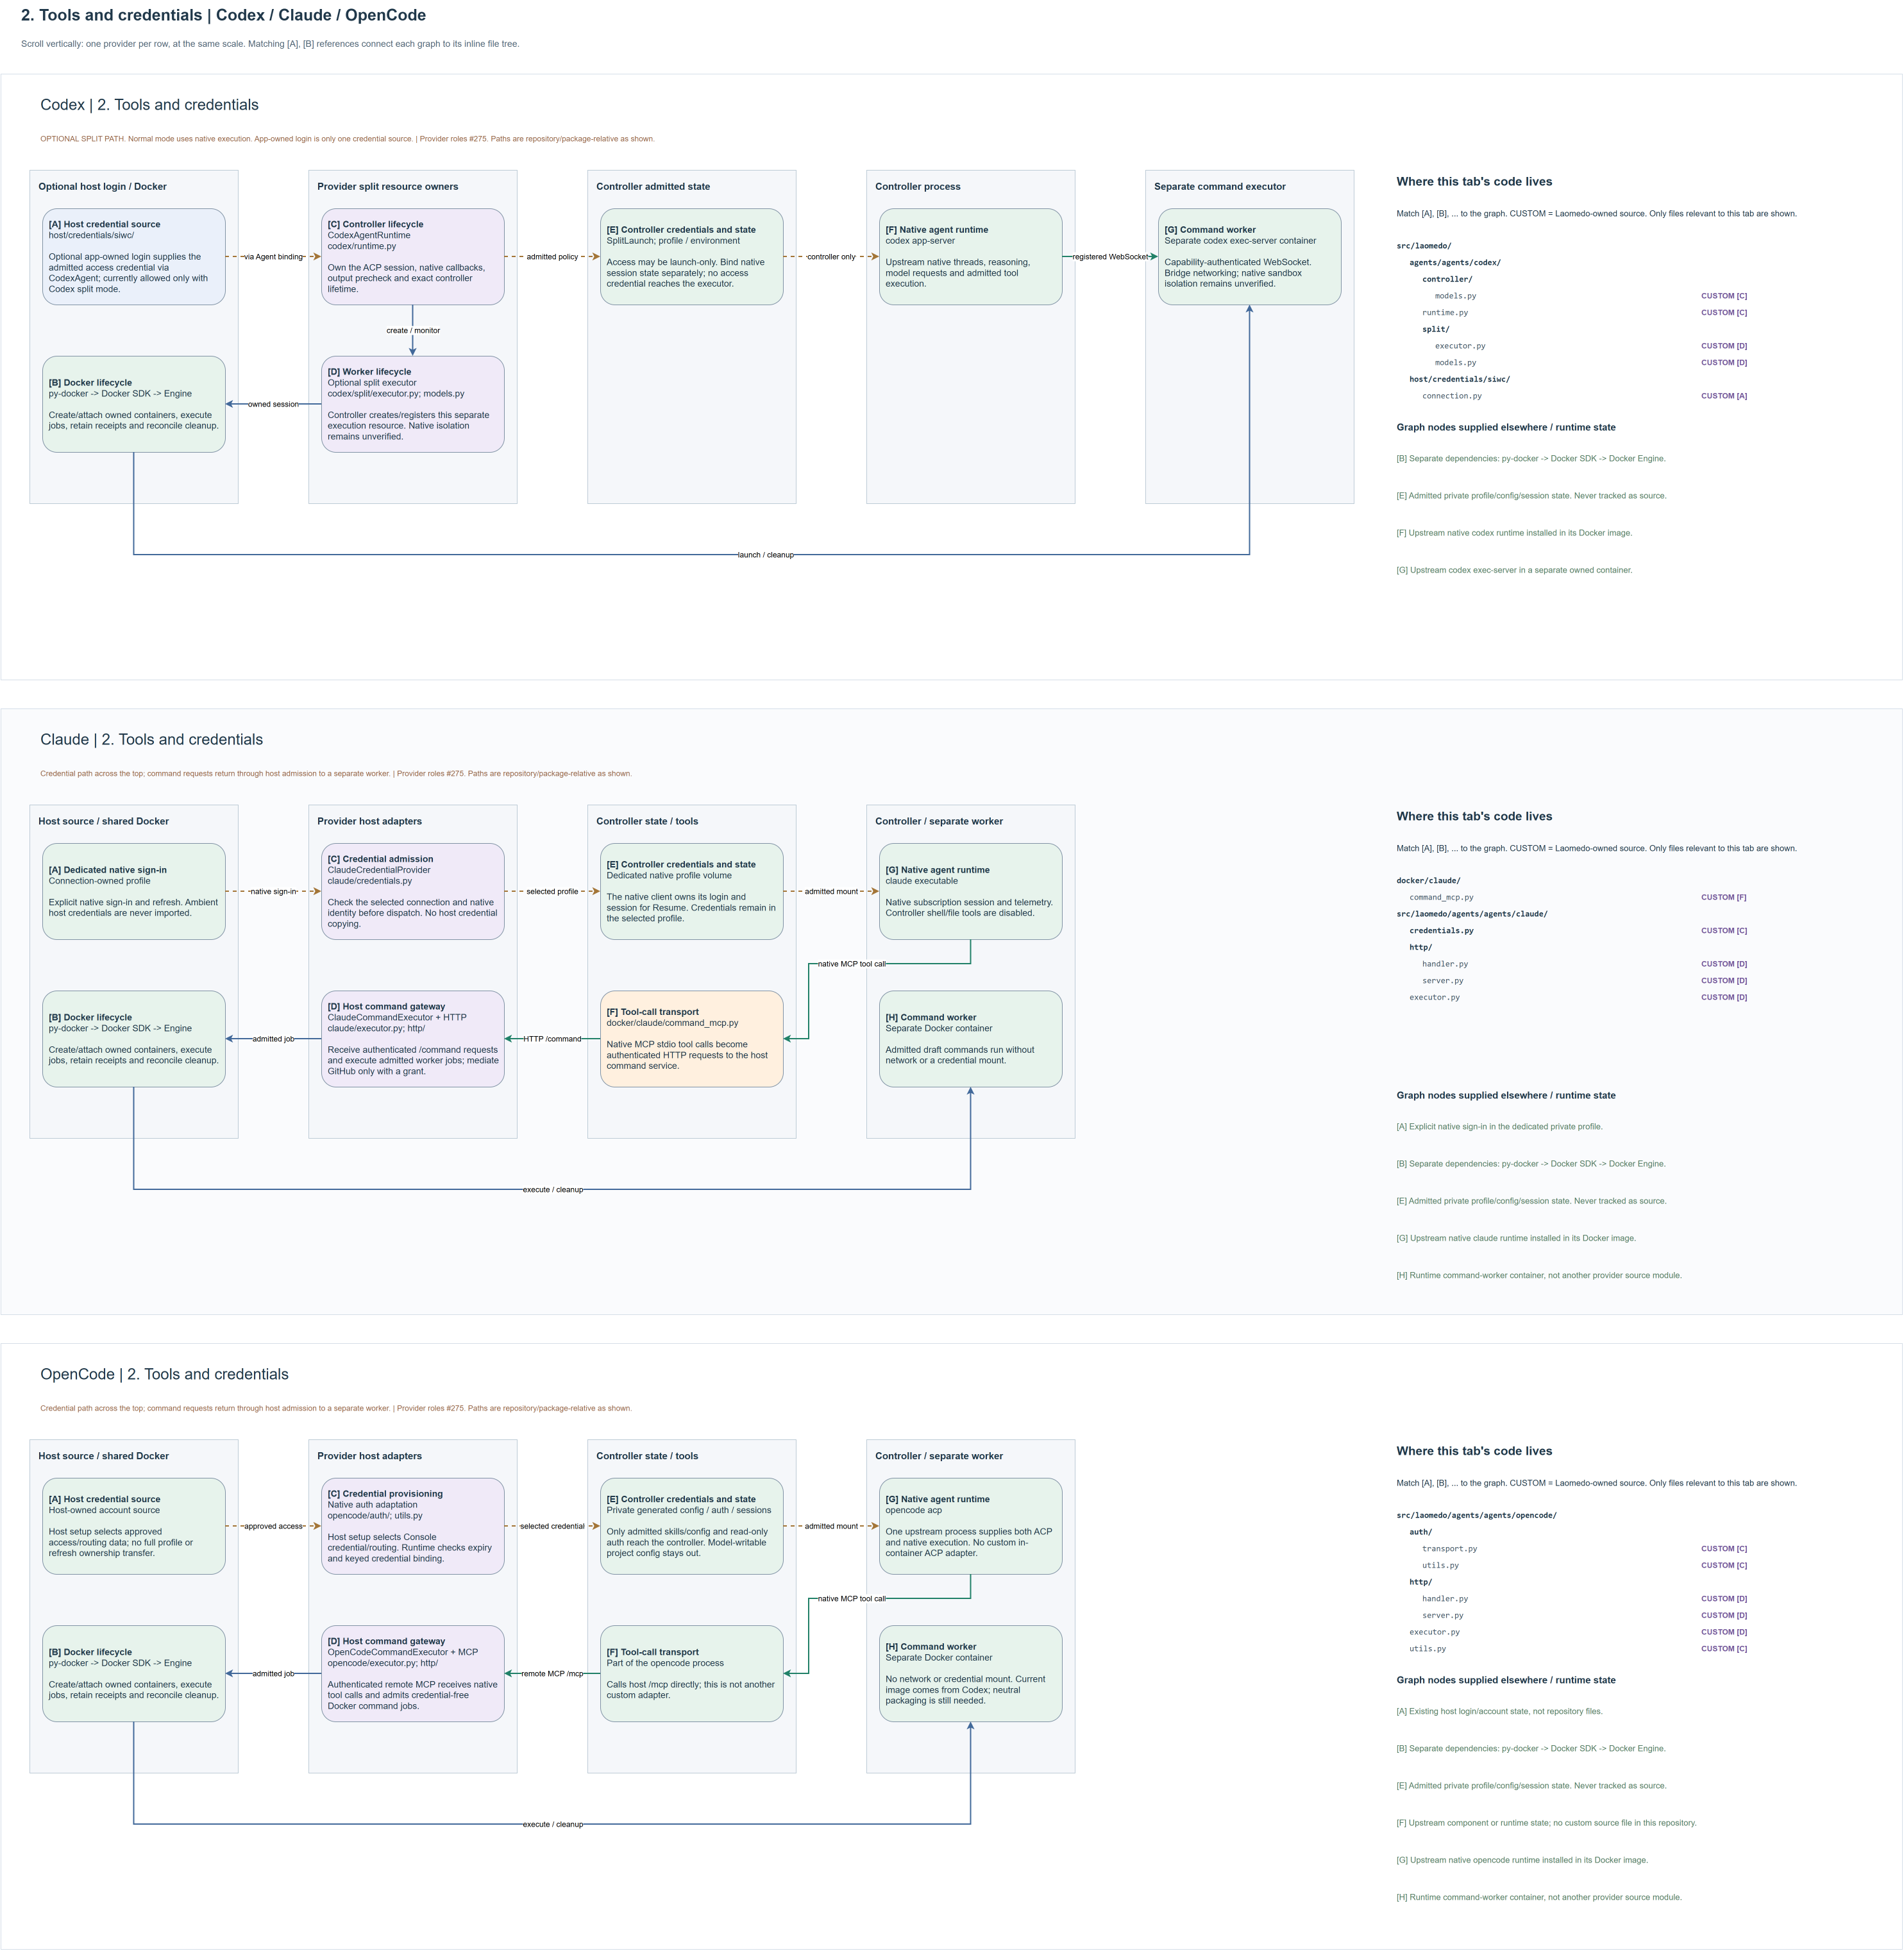 2. Tools and credentials | Codex / Claude / OpenCode
Scroll vertically: one provider per row, at the same scale. Matching [A], [B] references connect each graph to its inline file tree.
Codex | 2. Tools and credentials
OPTIONAL SPLIT PATH. Normal mode uses native execution. App-owned login is only one credential source. | Provider roles #275. Paths are repository/package-relative as shown.
Optional host login / Docker
[A] Host credential source
host/credentials/siwc/
Optional app-owned login supplies the
admitted access credential via
CodexAgent; currently allowed only with
Codex split mode.
via Agent binding
[B] Docker lifecycle
py-docker -> Docker SDK -> Engine
Create/attach owned containers, execute
jobs, retain receipts and reconcile cleanup.
owned session
Provider split resource owners
[C] Controller lifecycle
CodexAgentRuntime
codex/runtime.py
Own the ACP session, native callbacks,
output precheck and exact controller
lifetime.
create / monitor
[D] Worker lifecycle
Optional split executor
codex/split/executor.py; models.py
Controller creates/registers this separate
execution resource. Native isolation
remains unverified.
admitted policy
Controller admitted state
[E] Controller credentials and state
SplitLaunch; profile / environment
Access may be launch-only. Bind native
session state separately; no access
credential reaches the executor.
controller only
Controller process
[F] Native agent runtime
codex app-server
Upstream native threads, reasoning,
model requests and admitted tool
execution.
registered WebSocket
Separate command executor
[G] Command worker
Separate codex exec-server container
Capability-authenticated WebSocket.
Bridge networking; native sandbox
isolation remains unverified.
launch / cleanup
Where this tab's code lives
Match [A], [B], ... to the graph. CUSTOM = Laomedo-owned source. Only files relevant to this tab are shown.
src/laomedo/
agents/agents/codex/
controller/
models.py CUSTOM [C]
runtime.py CUSTOM [C]
split/
executor.py CUSTOM [D]
models.py CUSTOM [D]
host/credentials/siwc/
connection.py CUSTOM [A]
Graph nodes supplied elsewhere / runtime state
[B] Separate dependencies: py-docker -> Docker SDK -> Docker Engine.
[E] Admitted private profile/config/session state. Never tracked as source.
[F] Upstream native codex runtime installed in its Docker image.
[G] Upstream codex exec-server in a separate owned container.
Claude | 2. Tools and credentials
Credential path across the top; command requests return through host admission to a separate worker. | Provider roles #275. Paths are repository/package-relative as shown.
Host source / shared Docker
[A] Dedicated native sign-in
Connection-owned profile
Explicit native sign-in and refresh. Ambient
host credentials are never imported.
native sign-in
[B] Docker lifecycle
py-docker -> Docker SDK -> Engine
Create/attach owned containers, execute
jobs, retain receipts and reconcile cleanup.
admitted job
Provider host adapters
[C] Credential admission
ClaudeCredentialProvider
claude/credentials.py
Check the selected connection and native
identity before dispatch. No host credential
copying.
selected profile
[D] Host command gateway
ClaudeCommandExecutor + HTTP
claude/executor.py; http/
Receive authenticated /command requests
and execute admitted worker jobs; mediate
GitHub only with a grant.
HTTP /command
Controller state / tools
[E] Controller credentials and state
Dedicated native profile volume
The native client owns its login and
session for Resume. Credentials remain in
the selected profile.
admitted mount
[F] Tool-call transport
docker/claude/command_mcp.py
Native MCP stdio tool calls become
authenticated HTTP requests to the host
command service.
native MCP tool call
Controller / separate worker
[G] Native agent runtime
claude executable
Native subscription session and telemetry.
Controller shell/file tools are disabled.
[H] Command worker
Separate Docker container
Admitted draft commands run without
network or a credential mount.
execute / cleanup
Where this tab's code lives
Match [A], [B], ... to the graph. CUSTOM = Laomedo-owned source. Only files relevant to this tab are shown.
docker/claude/
command_mcp.py CUSTOM [F]
src/laomedo/agents/agents/claude/
credentials.py CUSTOM [C]
http/
handler.py CUSTOM [D]
server.py CUSTOM [D]
executor.py CUSTOM [D]
Graph nodes supplied elsewhere / runtime state
[A] Explicit native sign-in in the dedicated private profile.
[B] Separate dependencies: py-docker -> Docker SDK -> Docker Engine.
[E] Admitted private profile/config/session state. Never tracked as source.
[G] Upstream native claude runtime installed in its Docker image.
[H] Runtime command-worker container, not another provider source module.
OpenCode | 2. Tools and credentials
Credential path across the top; command requests return through host admission to a separate worker. | Provider roles #275. Paths are repository/package-relative as shown.
Host source / shared Docker
[A] Host credential source
Host-owned account source
Host setup selects approved
access/routing data; no full profile or
refresh ownership transfer.
approved access
[B] Docker lifecycle
py-docker -> Docker SDK -> Engine
Create/attach owned containers, execute
jobs, retain receipts and reconcile cleanup.
admitted job
Provider host adapters
[C] Credential provisioning
Native auth adaptation
opencode/auth/; utils.py
Host setup selects Console
credential/routing. Runtime checks expiry
and keyed credential binding.
selected credential
[D] Host command gateway
OpenCodeCommandExecutor + MCP
opencode/executor.py; http/
Authenticated remote MCP receives native
tool calls and admits credential-free
Docker command jobs.
remote MCP /mcp
Controller state / tools
[E] Controller credentials and state
Private generated config / auth / sessions
Only admitted skills/config and read-only
auth reach the controller. Model-writable
project config stays out.
admitted mount
[F] Tool-call transport
Part of the opencode process
Calls host /mcp directly; this is not another
custom adapter.
native MCP tool call
Controller / separate worker
[G] Native agent runtime
opencode acp
One upstream process supplies both ACP
and native execution. No custom in-
container ACP adapter.
[H] Command worker
Separate Docker container
No network or credential mount. Current
image comes from Codex; neutral
packaging is still needed.
execute / cleanup
Where this tab's code lives
Match [A], [B], ... to the graph. CUSTOM = Laomedo-owned source. Only files relevant to this tab are shown.
src/laomedo/agents/agents/opencode/
auth/
transport.py CUSTOM [C]
utils.py CUSTOM [C]
http/
handler.py CUSTOM [D]
server.py CUSTOM [D]
executor.py CUSTOM [D]
utils.py CUSTOM [C]
Graph nodes supplied elsewhere / runtime state
[A] Existing host login/account state, not repository files.
[B] Separate dependencies: py-docker -> Docker SDK -> Docker Engine.
[E] Admitted private profile/config/session state. Never tracked as source.
[F] Upstream component or runtime state; no custom source file in this repository.
[G] Upstream native opencode runtime installed in its Docker image.
[H] Runtime command-worker container, not another provider source module.